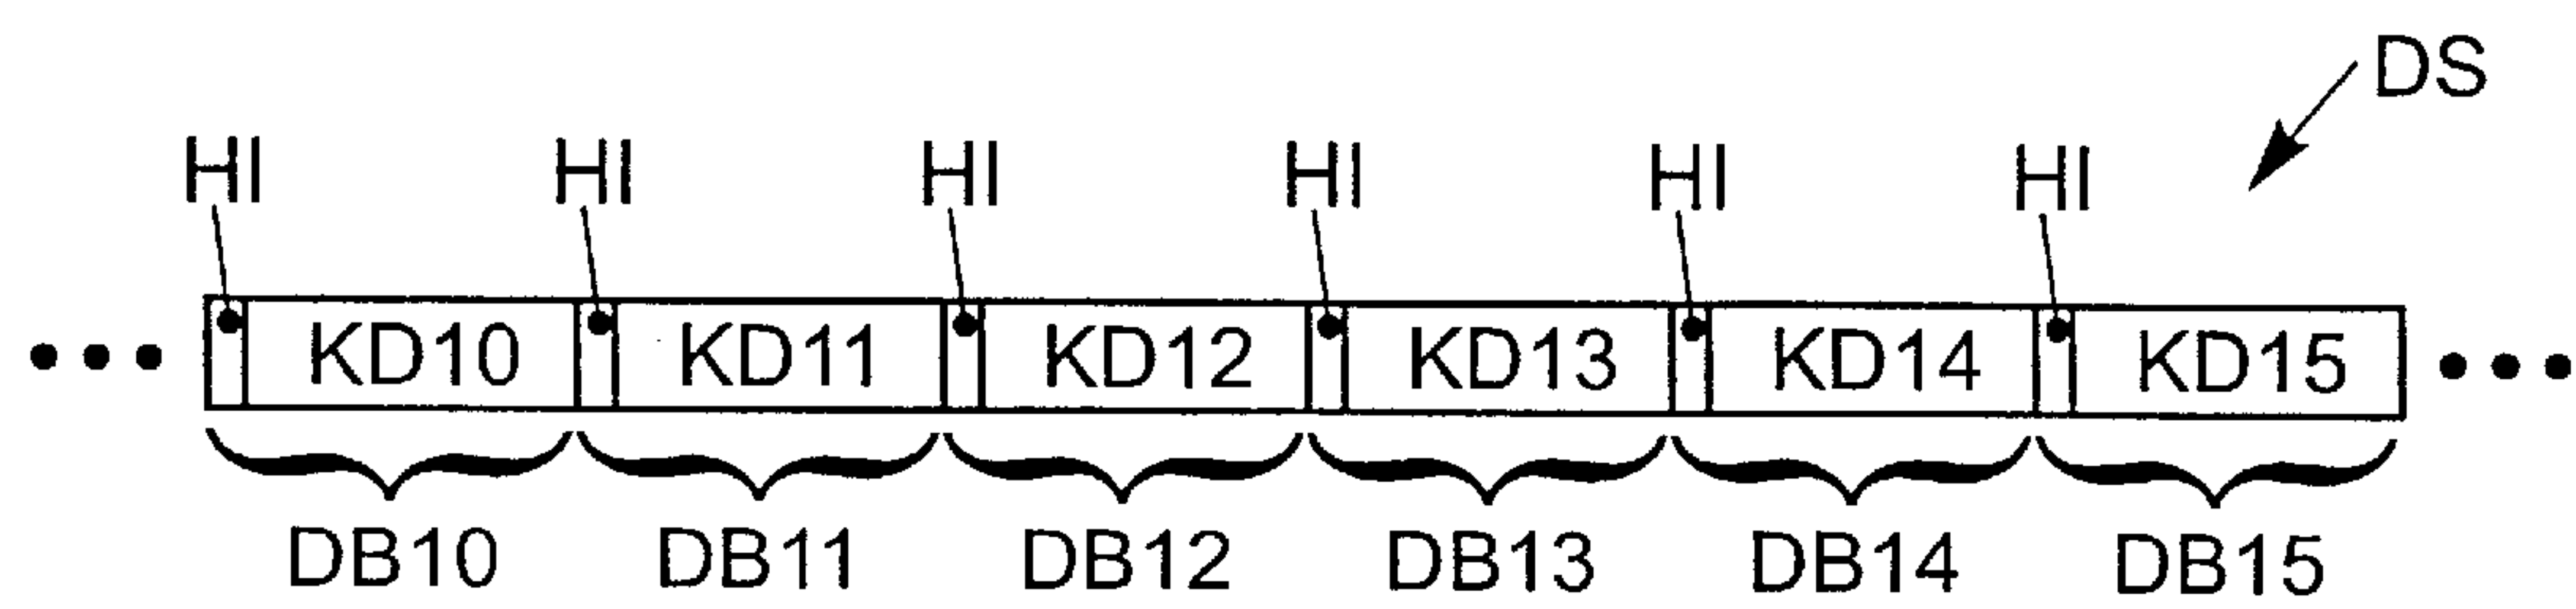 DS
HI HI HI HI HI HI
KD10 KD11 KD12 KD13 KD14 KD15
DB10 DB11 DB12 DB13 DB14 DB15